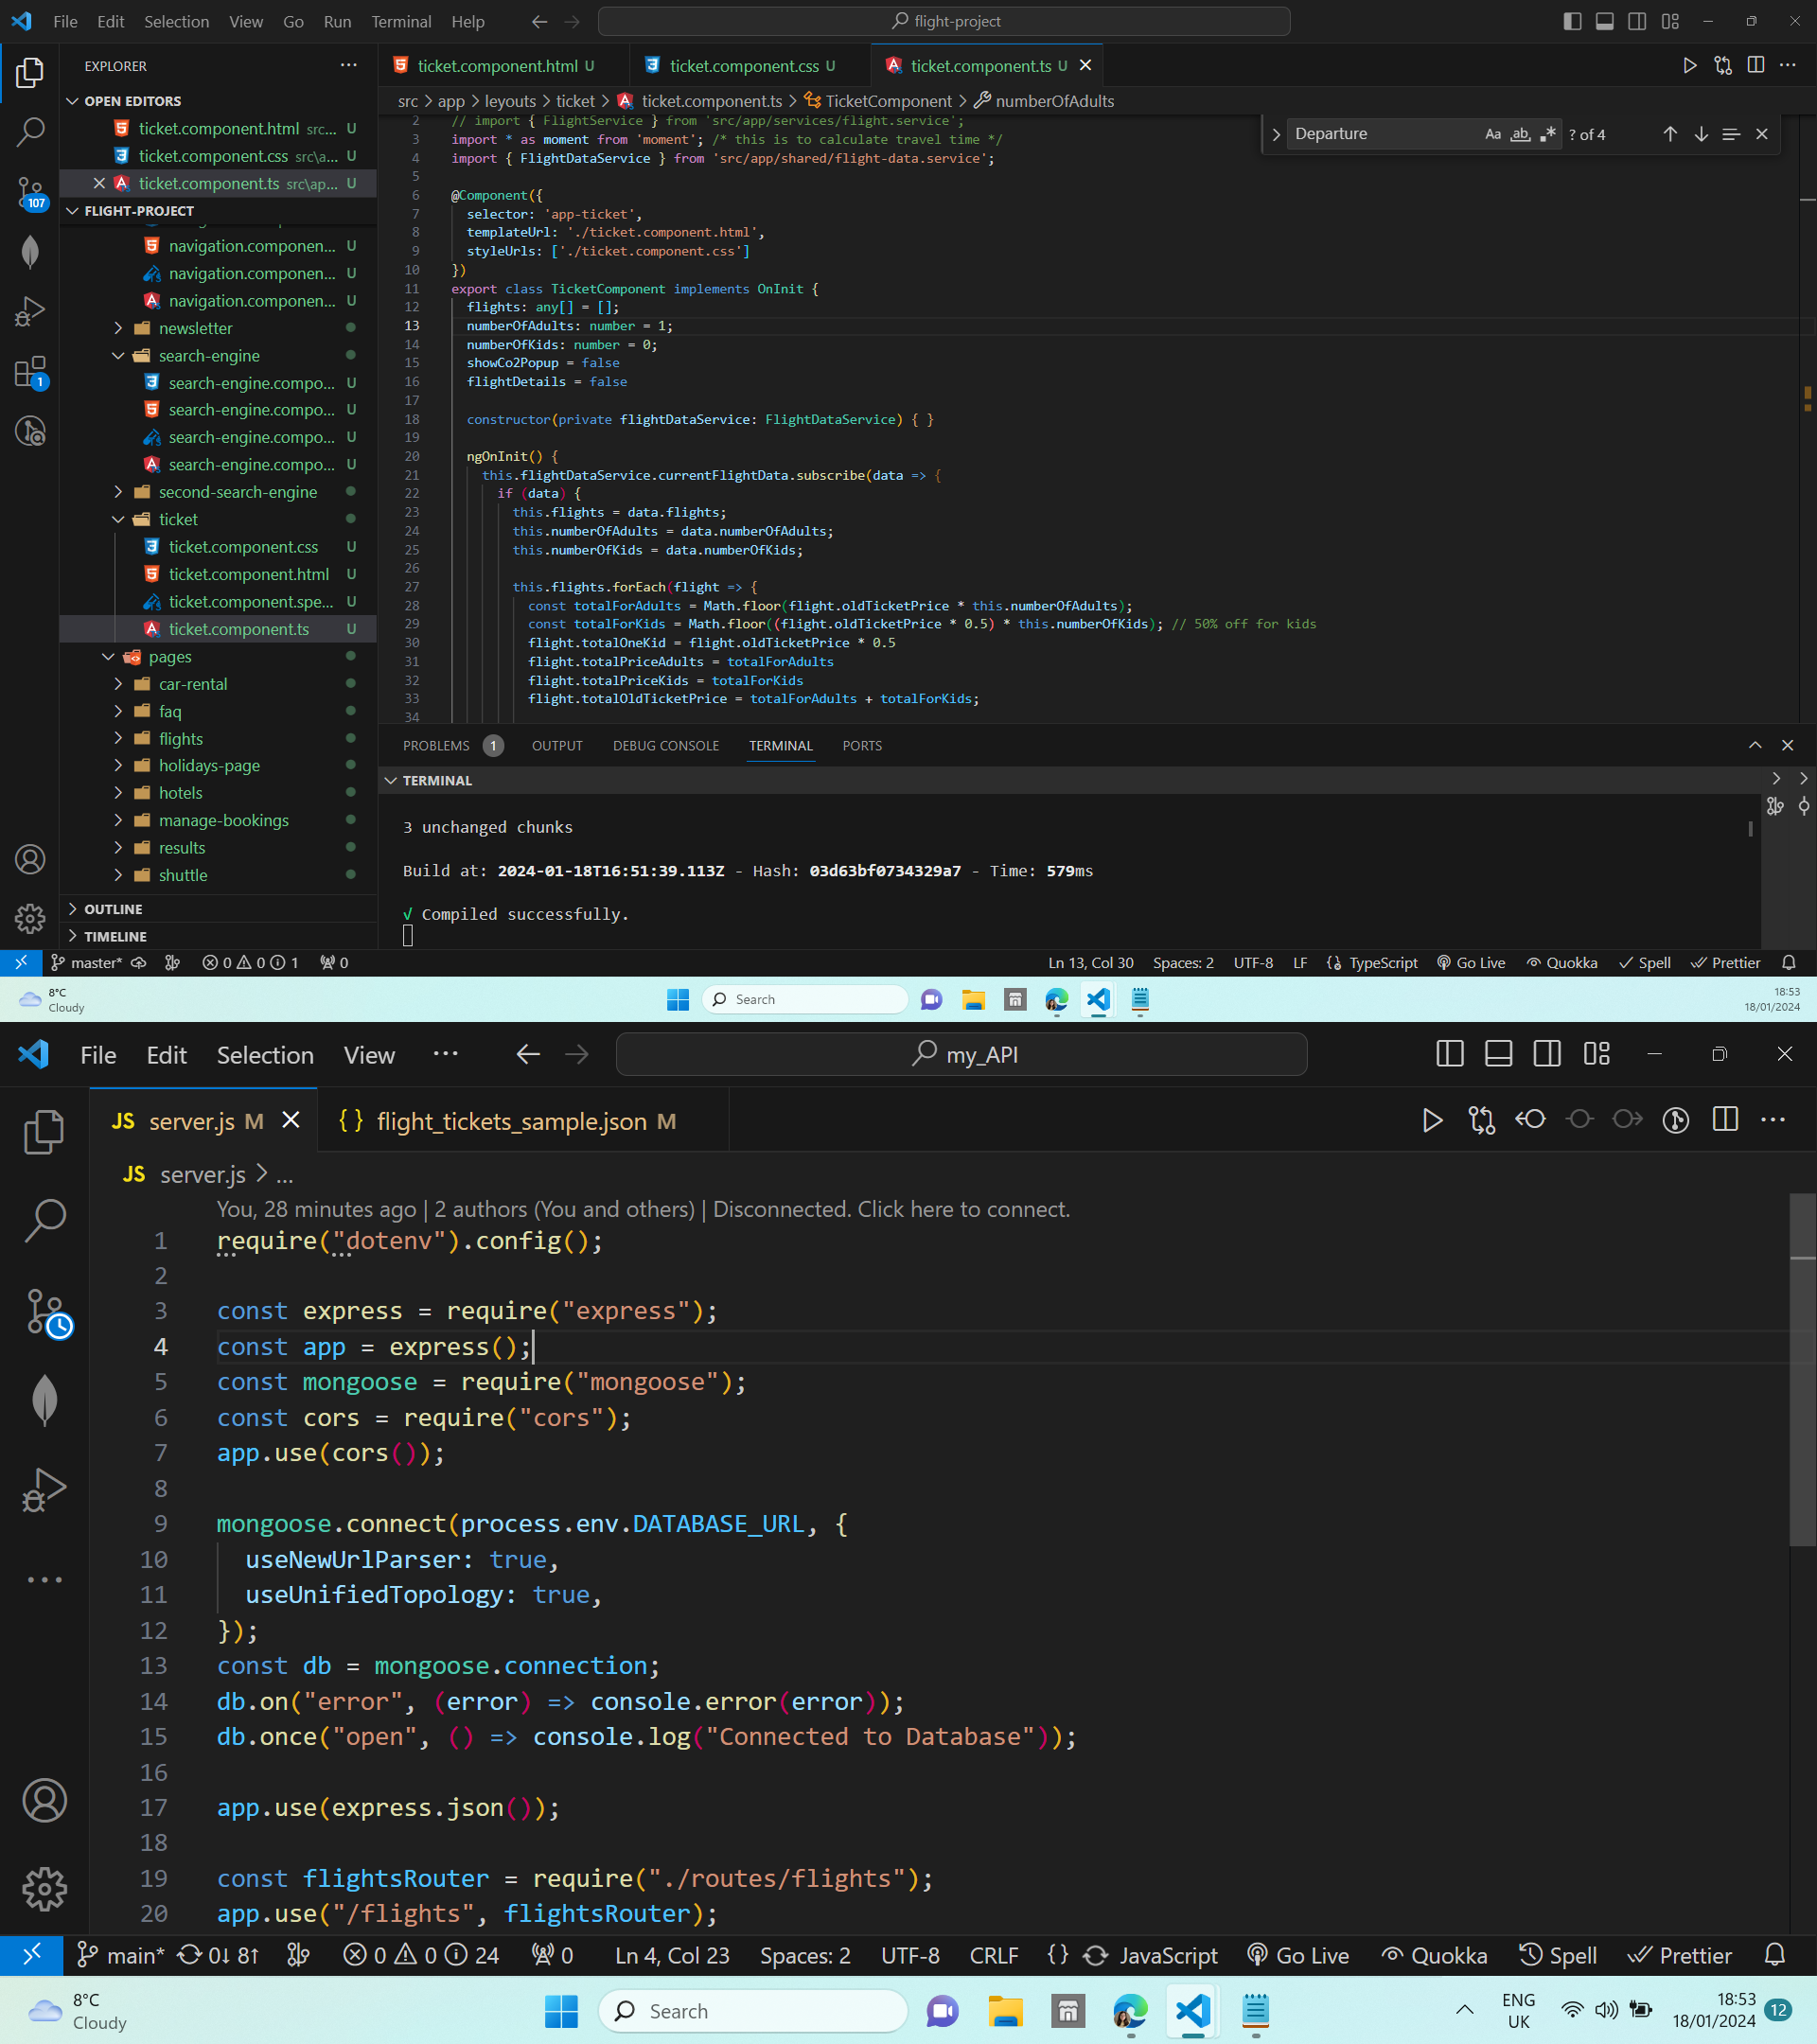 File Edit Selection View Go Run Terminal Help
flight-project
EXPLORER
OPEN EDITORS
ticket.component.html src... U
ticket.component.css src\a... U
ticket.component.ts src\ap... U
FLIGHT-PROJECT
navigation.componen... U
navigation.componen... U
navigation.componen... U
newsletter
search-engine
search-engine.compo... U
search-engine.compo... U
search-engine.compo... U
search-engine.compo... U
second-search-engine
ticket
ticket.component.css U
ticket.component.html U
ticket.component.spe... U
ticket.component.ts U
pages
car-rental
faq
flights
holidays-page
hotels
manage-bookings
results
shuttle
OUTLINE
TIMELINE
107
1
ticket.component.html U ticket.component.css U ticket.component.ts U
src > app > leyouts > ticket > ticket.component.ts > TicketComponent > numberOfAdults
Departure Aa ab ? of 4
2 // import { FlightService } from 'src/app/services/flight.service';
3 import * as moment from 'moment'; /* this is to calculate travel time */
4 import { FlightDataService } from 'src/app/shared/flight-data.service';
5
6 @Component({
7 selector: 'app-ticket',
8 templateUrl: './ticket.component.html',
9 styleUrls: ['./ticket.component.css']
10 })
11 export class TicketComponent implements OnInit {
12 flights: any[] = [];
13 numberOfAdults: number = 1;
14 numberOfKids: number = 0;
15 showCo2Popup = false
16 flightDetails = false
17
18 constructor(private flightDataService: FlightDataService) { }
19
20 ngOnInit() {
21 this.flightDataService.currentFlightData.subscribe(data => {
22 if (data) {
23 this.flights = data.flights;
24 this.numberOfAdults = data.numberOfAdults;
25 this.numberOfKids = data.numberOfKids;
26
27 this.flights.forEach(flight => {
28 const totalForAdults = Math.floor(flight.oldTicketPrice * this.numberOfAdults);
29 const totalForKids = Math.floor((flight.oldTicketPrice * 0.5) * this.numberOfKids); // 50% off for kids
30 flight.totalOneKid = flight.oldTicketPrice * 0.5
31 flight.totalPriceAdults = totalForAdults
32 flight.totalPriceKids = totalForKids
33 flight.totalOldTicketPrice = totalForAdults + totalForKids;
34
PROBLEMS 1 OUTPUT DEBUG CONSOLE TERMINAL PORTS
TERMINAL
3 unchanged chunks
Build at: 2024-01-18T16:51:39.113Z - Hash: 03d63bf0734329a7 - Time: 579ms
√ Compiled successfully.
master* 0 0 1 0 Ln 13, Col 30 Spaces: 2 UTF-8 LF TypeScript Go Live Quokka Spell Prettier
8°C
Cloudy
Search
18:53
18/01/2024
File Edit Selection View ...
my_API
JS server.js M {} flight_tickets_sample.json M
JS server.js > ...
You, 28 minutes ago | 2 authors (You and others) | Disconnected. Click here to connect.
1 require("dotenv").config();
2
3 const express = require("express");
4 const app = express();
5 const mongoose = require("mongoose");
6 const cors = require("cors");
7 app.use(cors());
8
9 mongoose.connect(process.env.DATABASE_URL, {
10 useNewUrlParser: true,
11 useUnifiedTopology: true,
12 });
13 const db = mongoose.connection;
14 db.on("error", (error) => console.error(error));
15 db.once("open", () => console.log("Connected to Database"));
16
17 app.use(express.json());
18
19 const flightsRouter = require("./routes/flights");
20 app.use("/flights", flightsRouter);
main* 0↓ 8↑ 0 0 24 0 Ln 4, Col 23 Spaces: 2 UTF-8 CRLF {} JavaScript Go Live Quokka Spell Prettier
8°C
Cloudy
Search
ENG
UK
18:53
18/01/2024
12